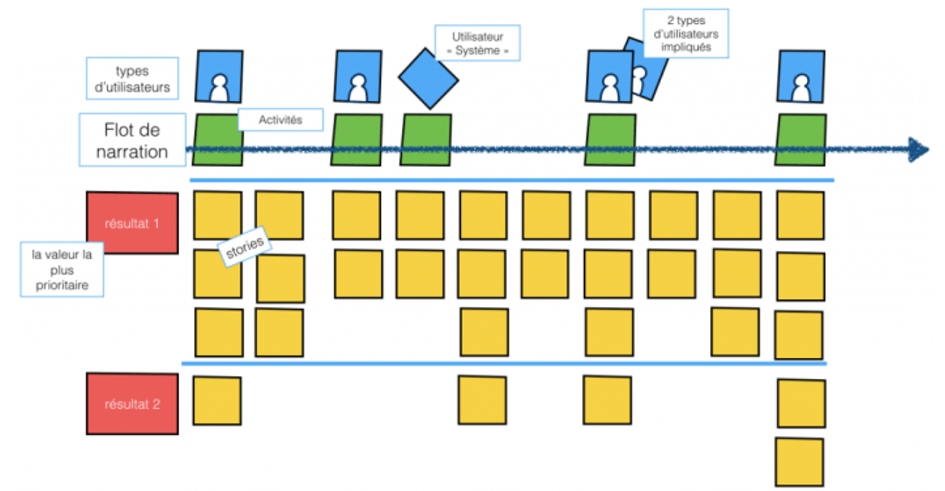 2 types
d'utilisateurs
impliqués
Utilisateur
« Système »
types
d'utilisateurs
Activités
Flot de
narration
résultat 1
stories
la valeur la
plus
prioritaire
résultat 2